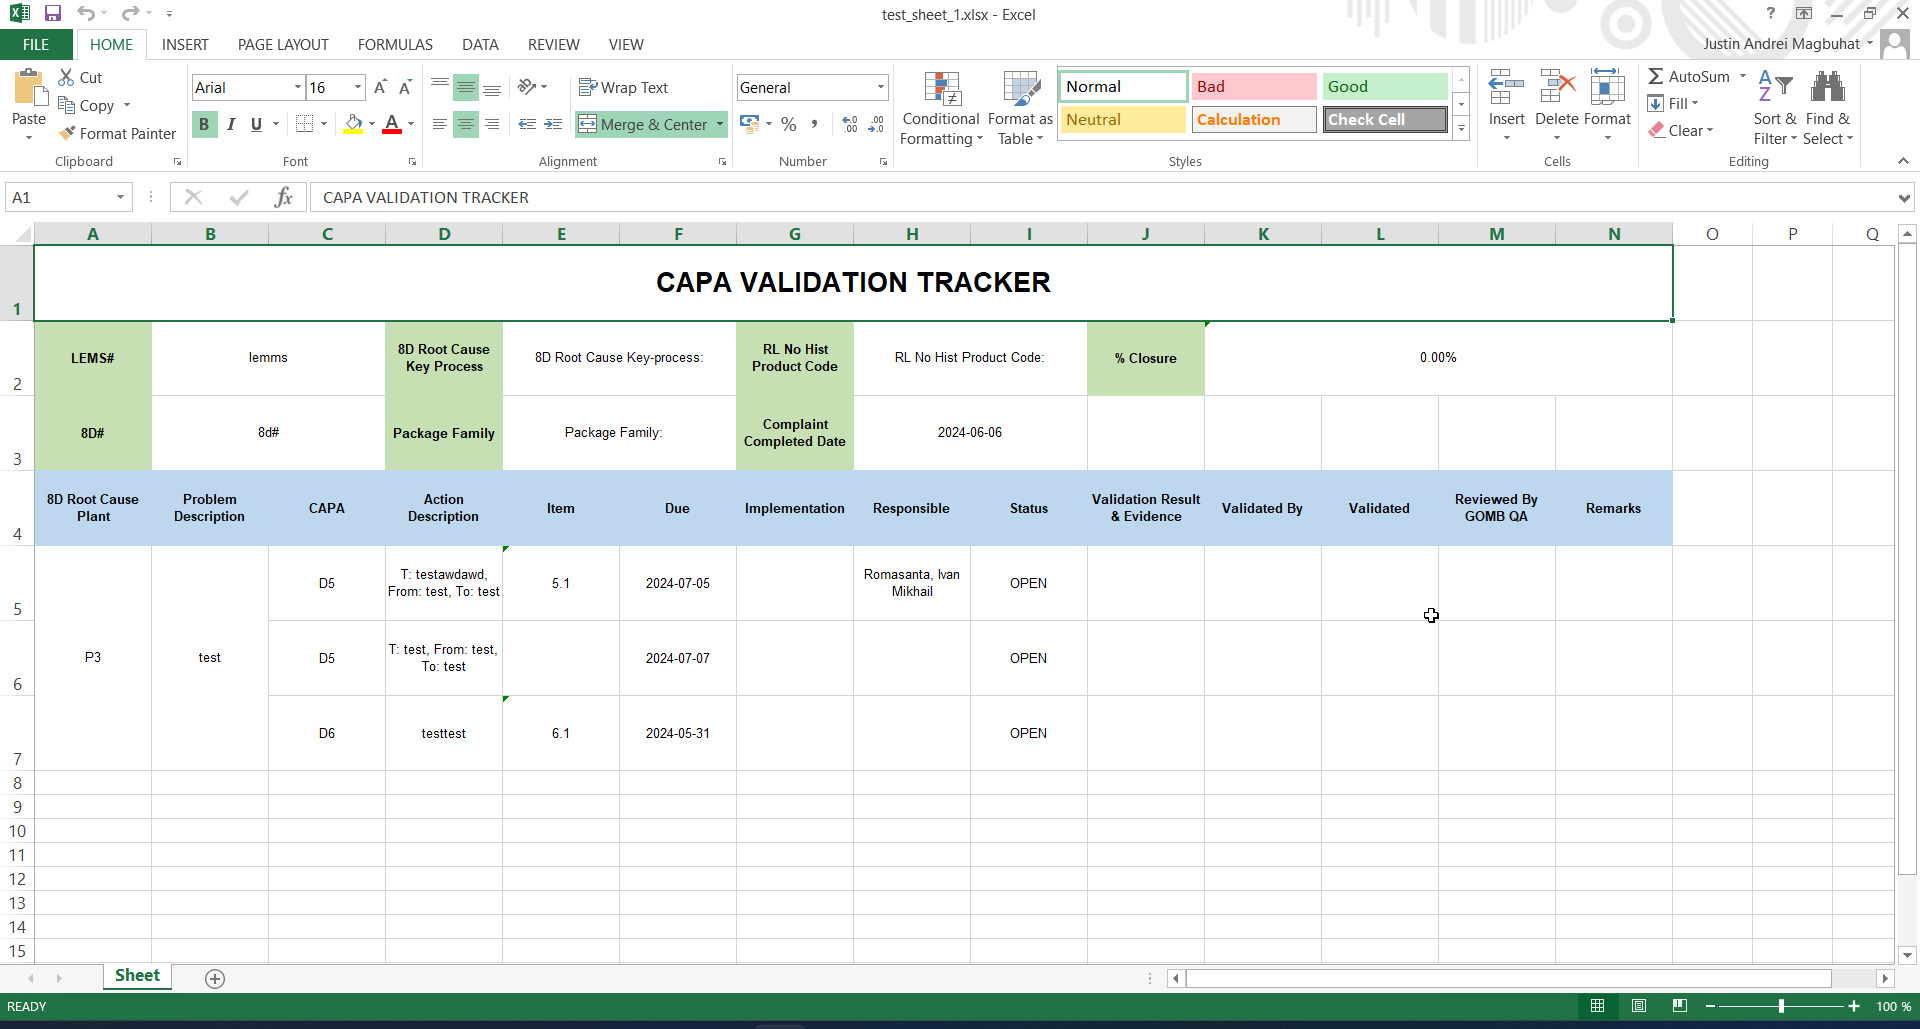 test_sheet_1.xlsx - Excel
?
FILE HOME INSERT PAGE LAYOUT FORMULAS DATA REVIEW VIEW
Justin Andrei Magbuhat
Paste
Cut
Copy
Format Painter
Clipboard
Arial 16
B I U
Font
Wrap Text
Merge & Center
Alignment
General
%
Number
Conditional Formatting
Format as Table
Normal Bad Good
Neutral Calculation Check Cell
Styles
Insert Delete Format
Cells
AutoSum
Fill
Clear
Sort & Filter
Find & Select
Editing
A1 fx CAPA VALIDATION TRACKER
A B C D E F G H I J K L M N O P Q
1 CAPA VALIDATION TRACKER
2 LEMS# lemms 8D Root Cause Key Process 8D Root Cause Key-process: RL No Hist Product Code RL No Hist Product Code: % Closure 0.00%
3 8D# 8d# Package Family Package Family: Complaint Completed Date 2024-06-06
4 8D Root Cause Plant Problem Description CAPA Action Description Item Due Implementation Responsible Status Validation Result & Evidence Validated By Validated Reviewed By GOMB QA Remarks
5 D5 T: testawdawd, From: test, To: test 5.1 2024-07-05 Romasanta, Ivan Mikhail OPEN
6 P3 test D5 T: test, From: test, To: test 2024-07-07 OPEN
7 D6 testtest 6.1 2024-05-31 OPEN
8
9
10
11
12
13
14
15
Sheet
READY 100 %